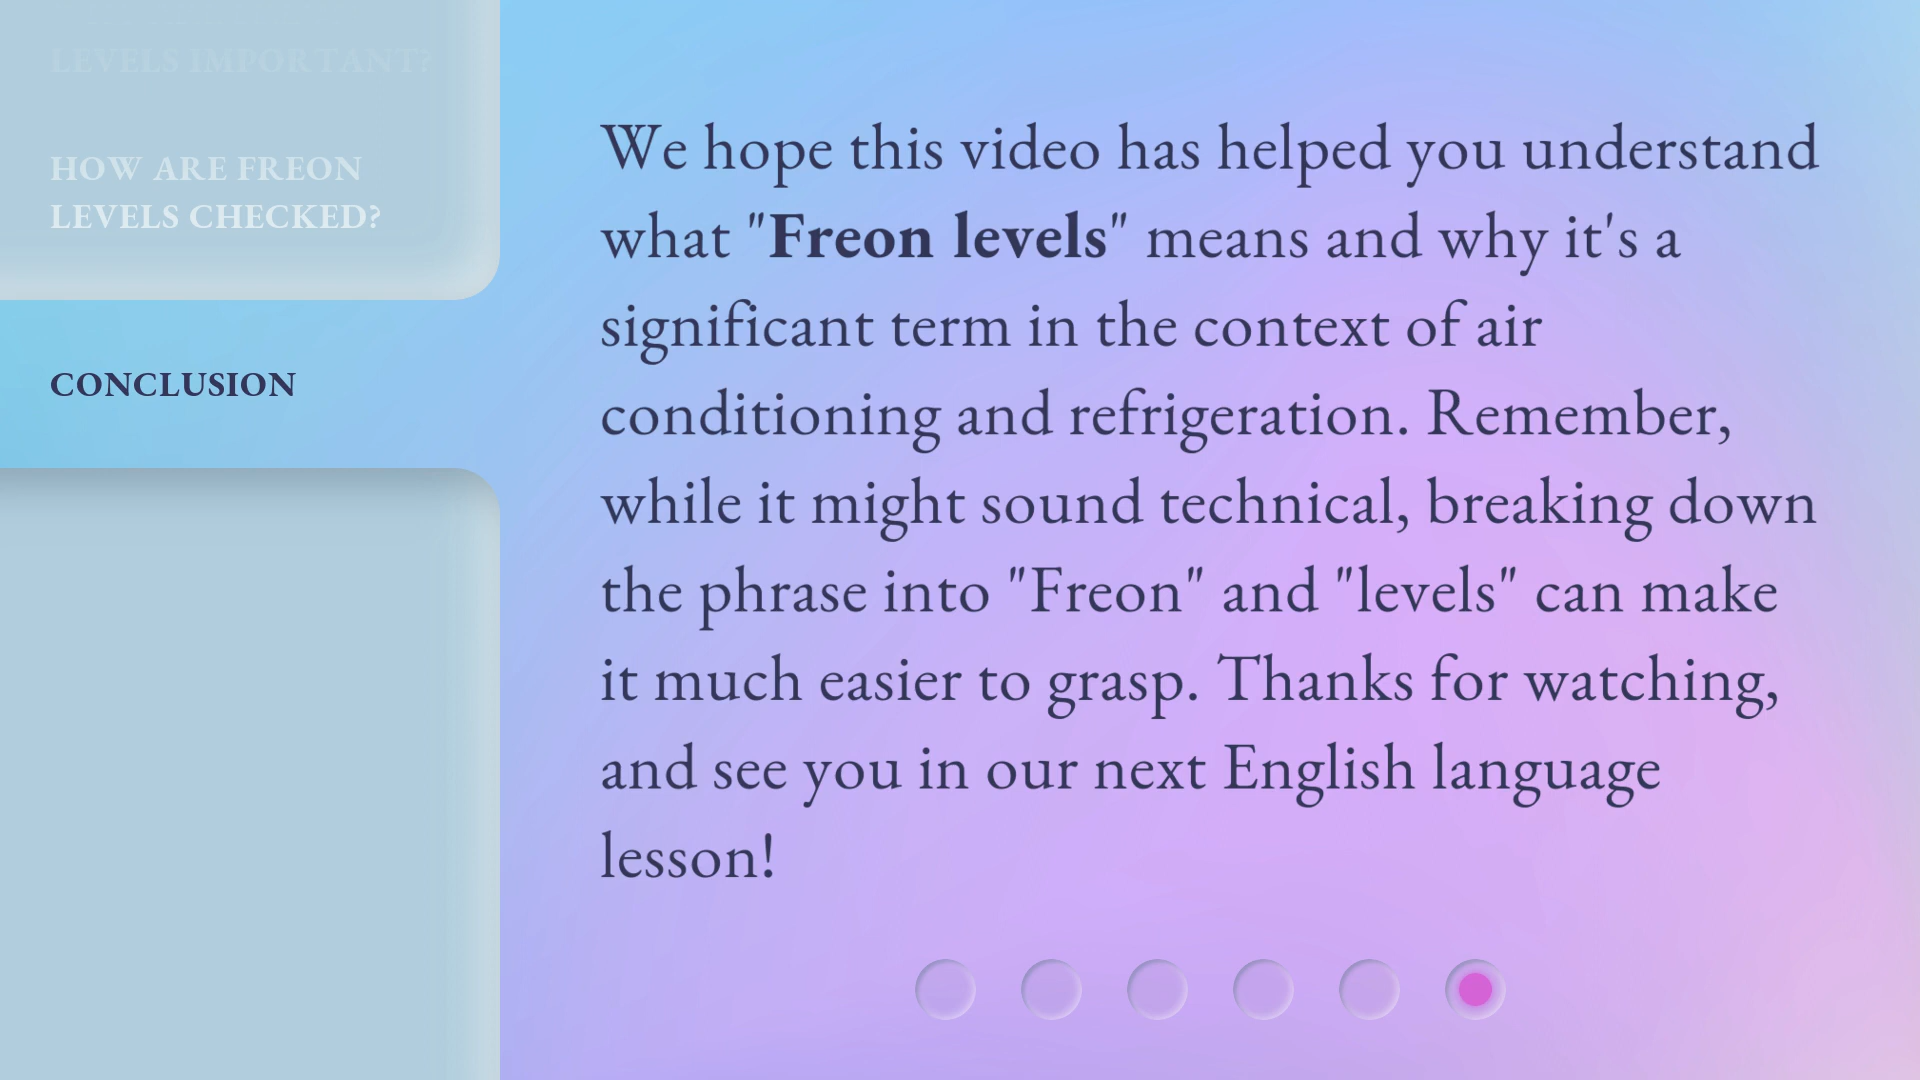 LEVELS IMPORTANT?
HOW ARE FREON
LEVELS CHECKED?
CONCLUSION
We hope this video has helped you understand
what "Freon levels" means and why it's a
significant term in the context of air
conditioning and refrigeration. Remember,
while it might sound technical, breaking down
the phrase into "Freon" and "levels" can make
it much easier to grasp. Thanks for watching,
and see you in our next English language
lesson!